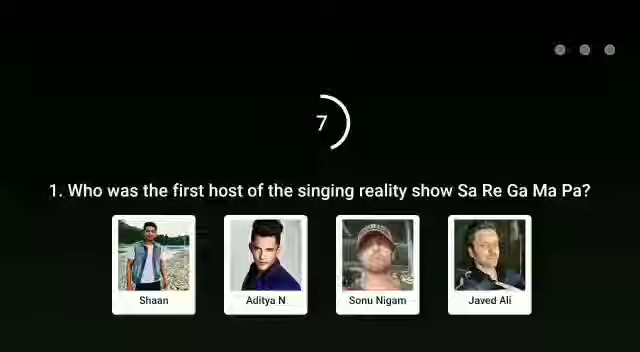 7
1. Who was the first host of the singing reality show Sa Re Ga Ma Pa?
Shaan
Aditya N
Sonu Nigam
Javed Ali